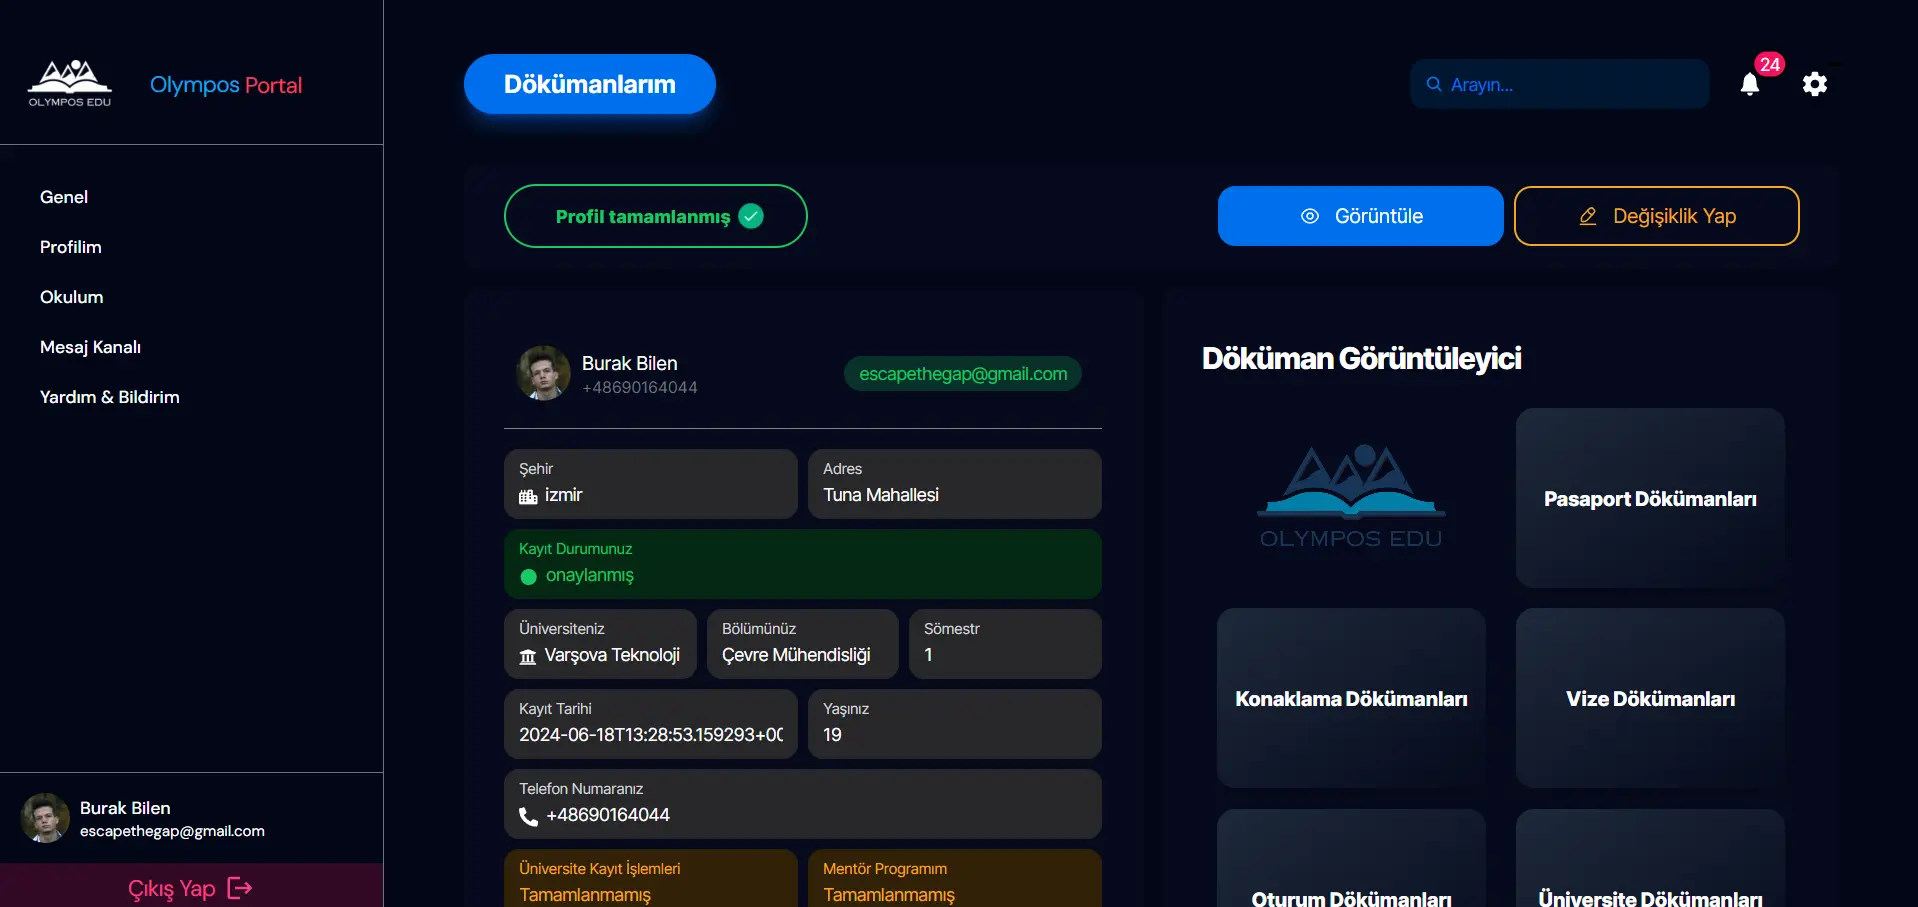 OLYMPOS EDU
Olympos Portal
Genel
Profilim
Okulum
Mesaj Kanalı
Yardım & Bildirim
Burak Bilen
escapethegap@gmail.com
Çıkış Yap
Dökümanlarım
Arayın...
24
Profil tamamlanmış
Görüntüle
Değişiklik Yap
Burak Bilen
+48690164044
escapethegap@gmail.com
Şehir
izmir
Adres
Tuna Mahallesi
Kayıt Durumunuz
onaylanmış
Üniversiteniz
Varşova Teknoloji
Bölümünüz
Çevre Mühendisliği
Sömestr
1
Kayıt Tarihi
2024-06-18T13:28:53.159293+00
Yaşınız
19
Telefon Numaranız
+48690164044
Üniversite Kayıt İşlemleri
Tamamlanmamış
Mentör Programım
Tamamlanmamış
Döküman Görüntüleyici
OLYMPOS EDU
Pasaport Dökümanları
Konaklama Dökümanları
Vize Dökümanları
Oturum Dökümanları
Üniversite Dökümanları